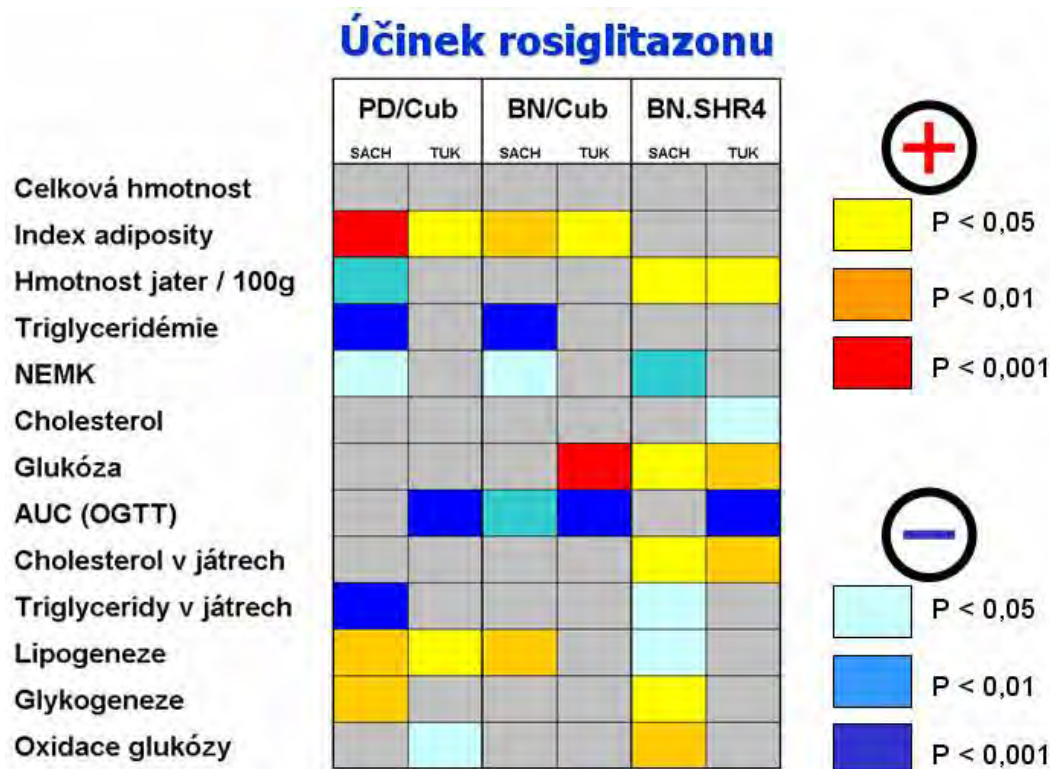 Účinek rosiglitazonu
PD/Cub BN/Cub BN.SHR4
SACH TUK SACH TUK SACH TUK
Celková hmotnost
Index adiposity
Hmotnost jater / 100g
Triglyceridémie
NEMK
Cholesterol
Glukóza
AUC (OGTT)
Cholesterol v játrech
Triglyceridy v játrech
Lipogeneze
Glykogeneze
Oxidace glukózy
+
P < 0,05
P < 0,01
P < 0,001
−
P < 0,05
P < 0,01
P < 0,001